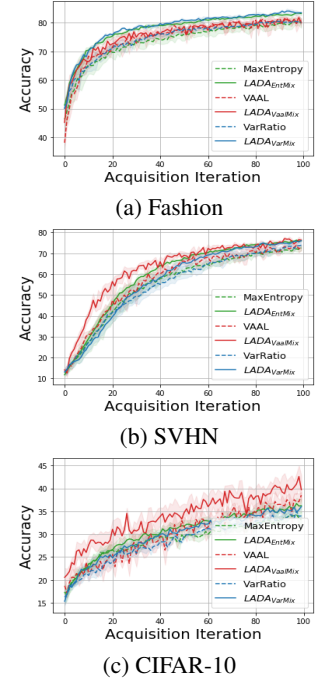 80
70
60
50
40
Accuracy
MaxEntropy
LADA_EntMix
VAAL
LADA_VaalMix
VarRatio
LADA_VarMix
0 20 40 60 80 100
Acquisition Iteration
(a) Fashion
80
70
60
50
40
30
20
10
Accuracy
MaxEntropy
LADA_EntMix
VAAL
LADA_VaalMix
VarRatio
LADA_VarMix
0 20 40 60 80 100
Acquisition Iteration
(b) SVHN
45
40
35
30
25
20
15
Accuracy
MaxEntropy
LADA_EntMix
VAAL
LADA_VaalMix
VarRatio
LADA_VarMix
0 20 40 60 80 100
Acquisition Iteration
(c) CIFAR-10